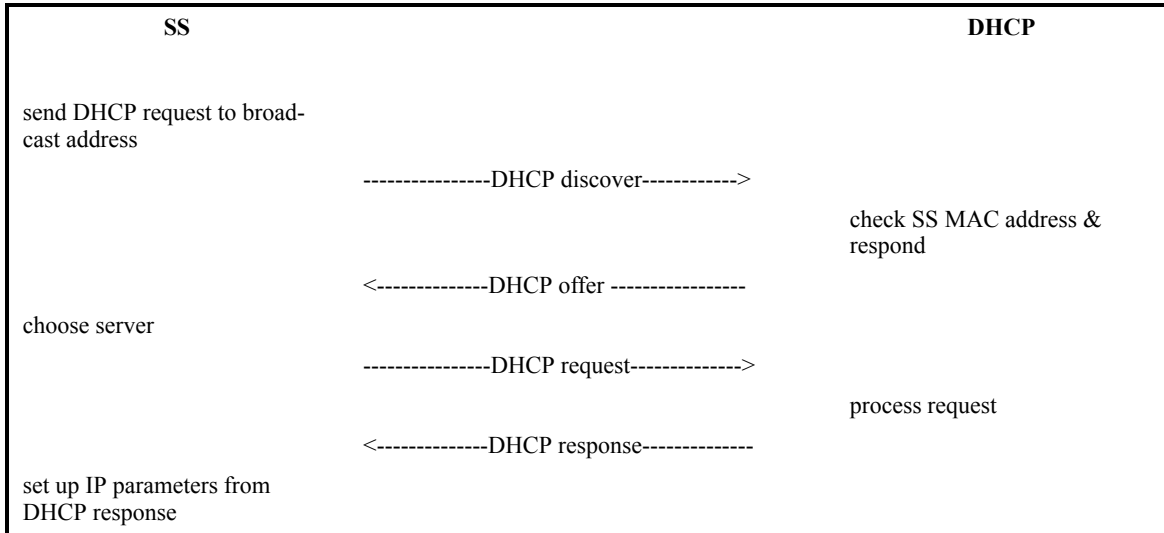 SS DHCP
send DHCP request to broad-
cast address
----------------DHCP discover------------>
check SS MAC address &
respond
<--------------DHCP offer -----------------
choose server
----------------DHCP request-------------->
process request
<--------------DHCP response--------------
set up IP parameters from
DHCP response